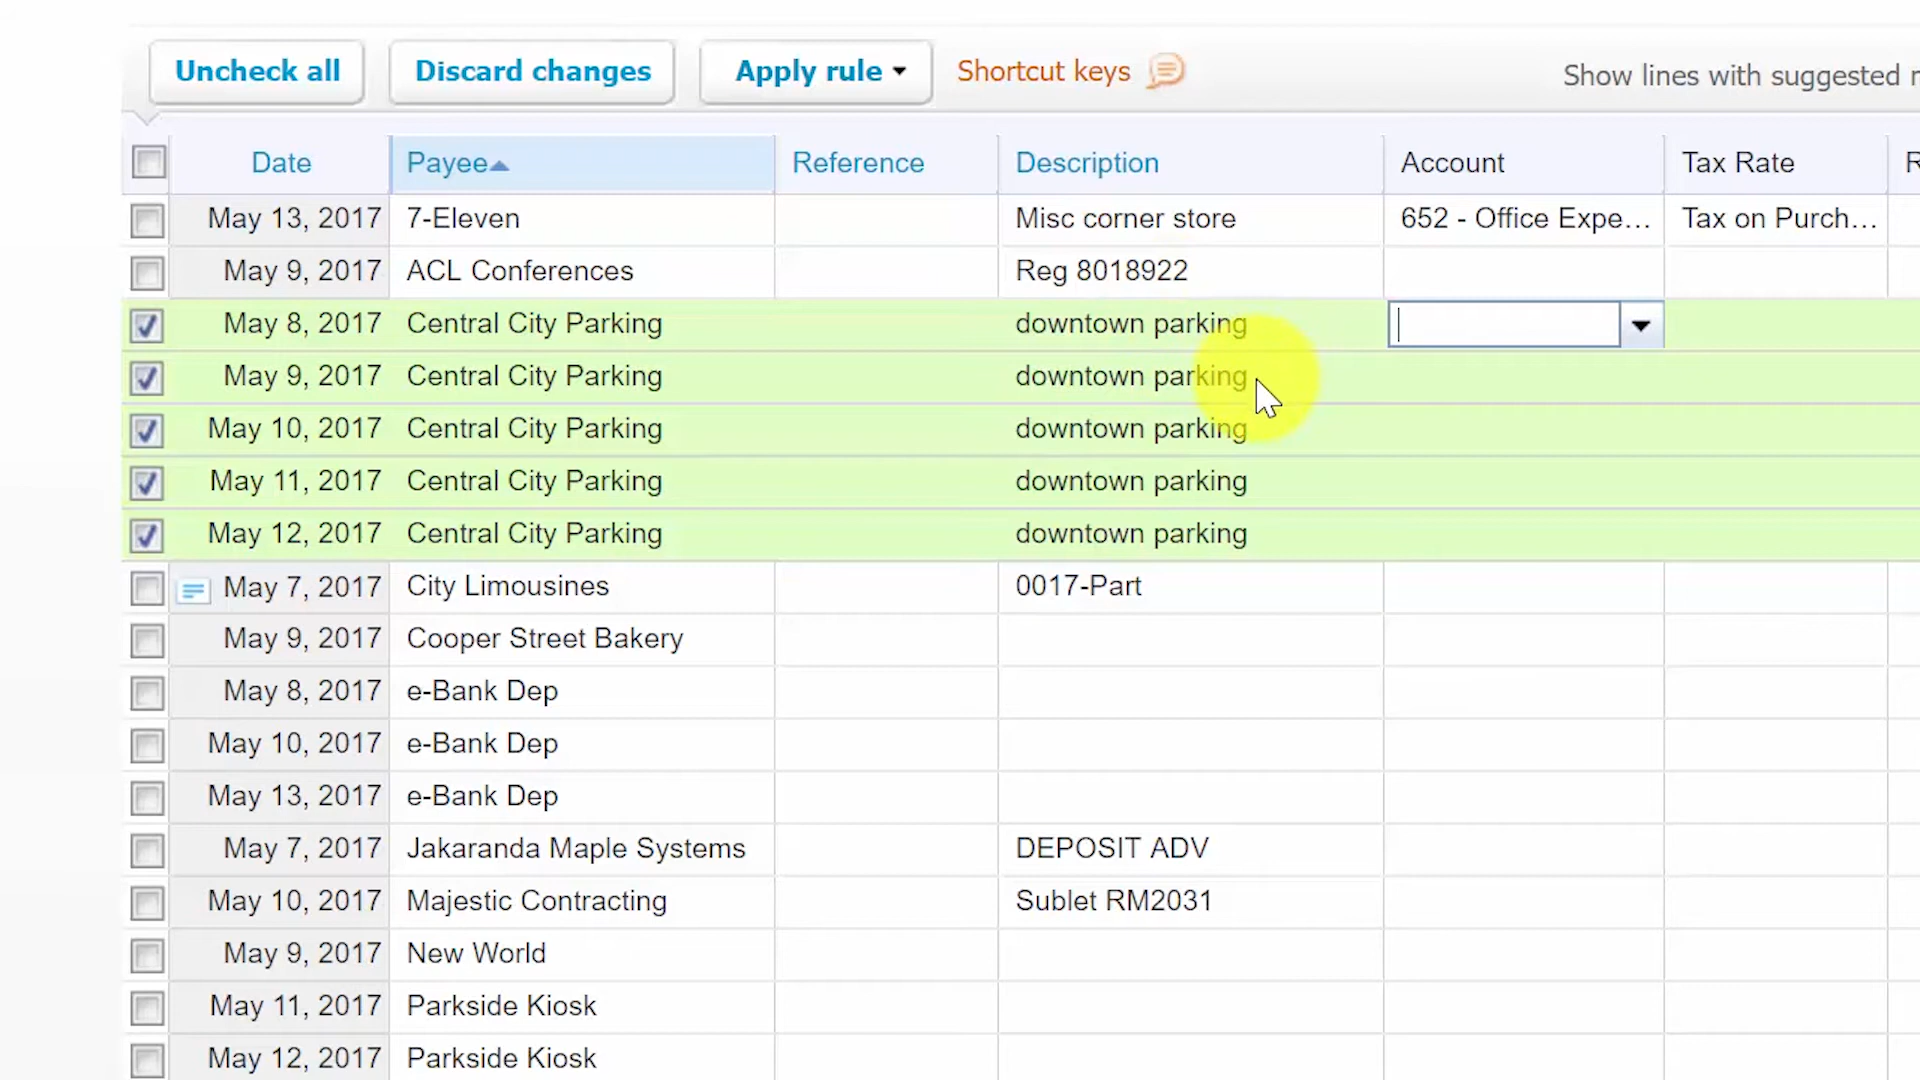 Uncheck all Discard changes Apply rule Shortcut keys Show lines with suggested
Date Payee Reference Description Account Tax Rate
May 13, 2017 7-Eleven Misc corner store 652 - Office Expe... Tax on Purch...
May 9, 2017 ACL Conferences Reg 8018922
May 8, 2017 Central City Parking downtown parking
May 9, 2017 Central City Parking downtown parking
May 10, 2017 Central City Parking downtown parking
May 11, 2017 Central City Parking downtown parking
May 12, 2017 Central City Parking downtown parking
May 7, 2017 City Limousines 0017-Part
May 9, 2017 Cooper Street Bakery
May 8, 2017 e-Bank Dep
May 10, 2017 e-Bank Dep
May 13, 2017 e-Bank Dep
May 7, 2017 Jakaranda Maple Systems DEPOSIT ADV
May 10, 2017 Majestic Contracting Sublet RM2031
May 9, 2017 New World
May 11, 2017 Parkside Kiosk
May 12, 2017 Parkside Kiosk